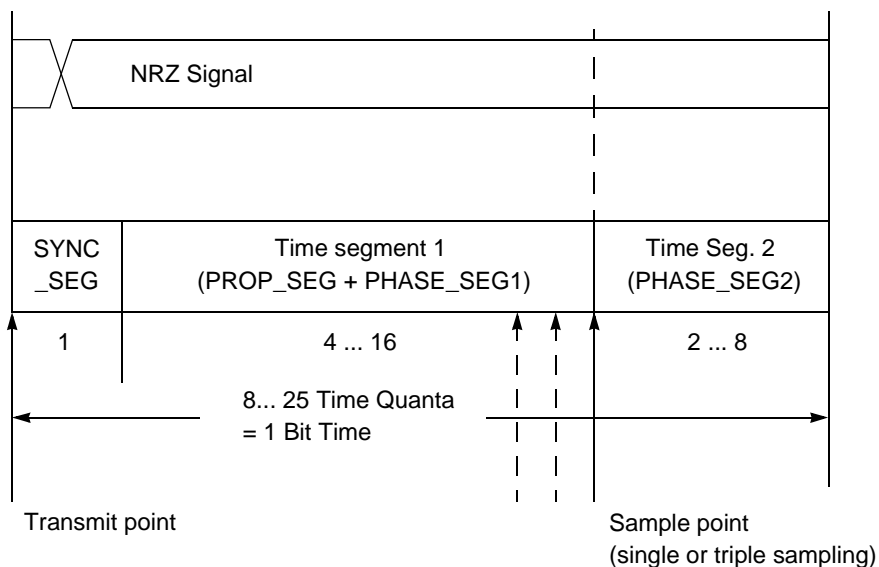 NRZ Signal
SYNC
_SEG
Time segment 1
(PROP_SEG + PHASE_SEG1)
Time Seg. 2
(PHASE_SEG2)
1
4 ... 16
2 ... 8
8... 25 Time Quanta
= 1 Bit Time
Transmit point
Sample point
(single or triple sampling)